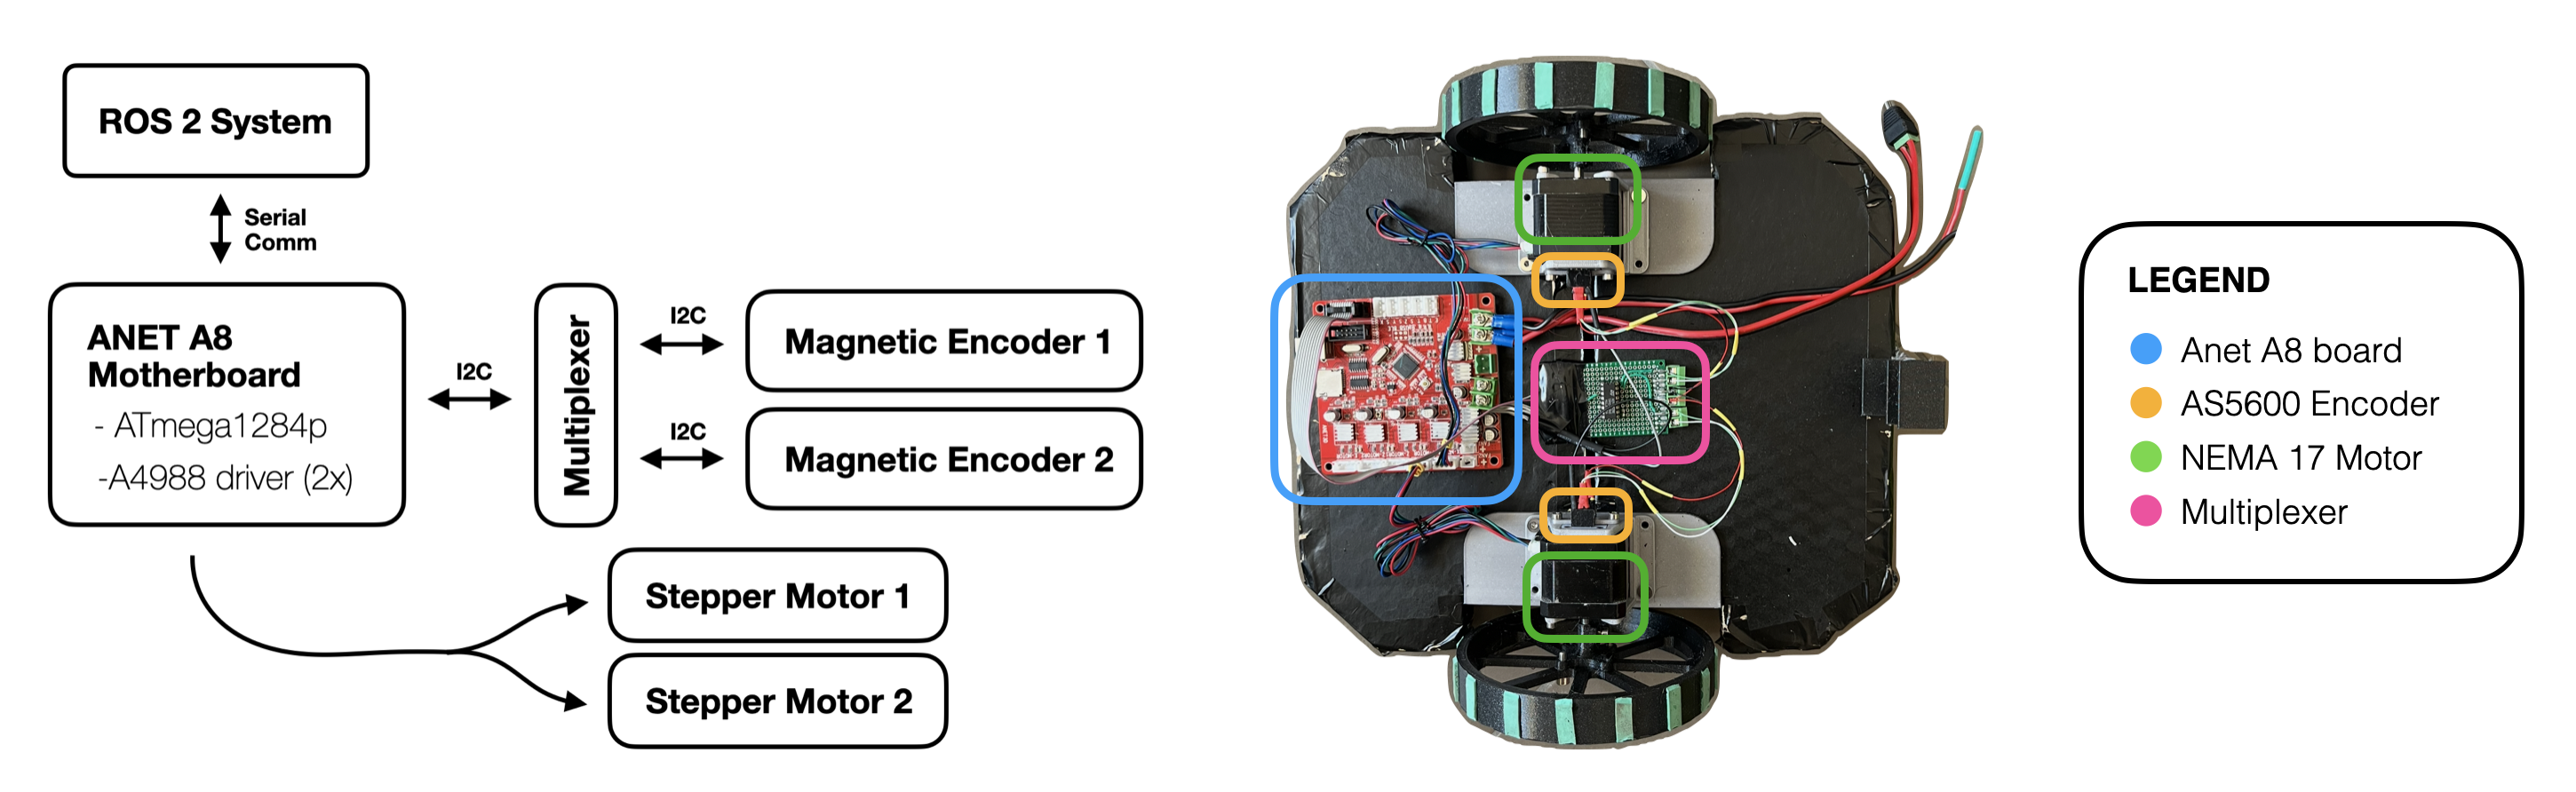 ROS 2 System
Serial
Comm
ANET A8
Motherboard
- ATmega1284p
-A4988 driver (2x)
I2C
Multiplexer
I2C
Magnetic Encoder 1
I2C
Magnetic Encoder 2
Stepper Motor 1
Stepper Motor 2
LEGEND
Anet A8 board
AS5600 Encoder
NEMA 17 Motor
Multiplexer